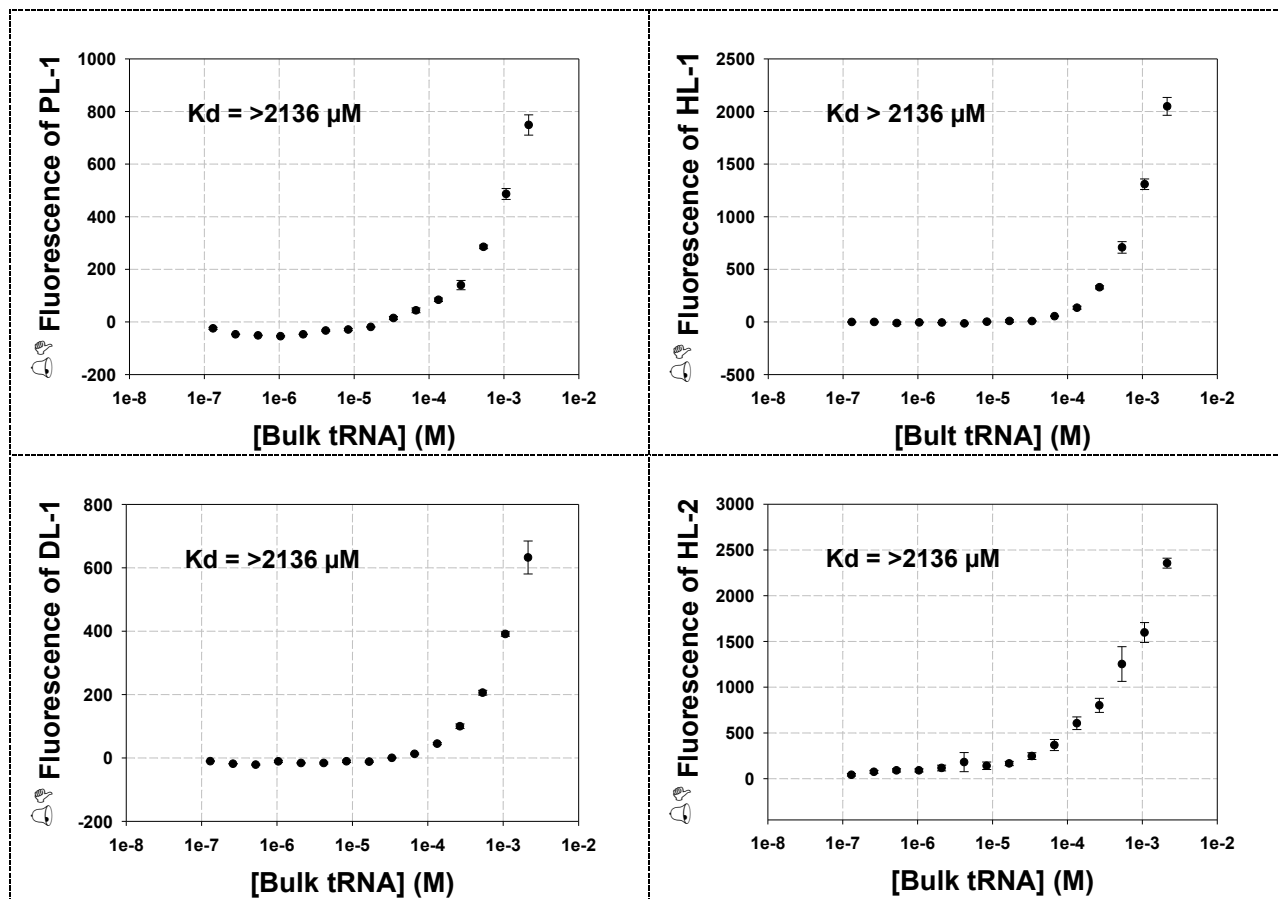 Fluorescence of PL-1
1000
800
600
400
200
0
-200
Kd = >2136 µM
1e-8 1e-7 1e-6 1e-5 1e-4 1e-3 1e-2
[Bulk tRNA] (M)
Fluorescence of HL-1
2500
2000
1500
1000
500
0
-500
Kd > 2136 µM
1e-8 1e-7 1e-6 1e-5 1e-4 1e-3 1e-2
[Bult tRNA] (M)
Fluorescence of DL-1
800
600
400
200
0
-200
Kd = >2136 µM
1e-8 1e-7 1e-6 1e-5 1e-4 1e-3 1e-2
[Bulk tRNA] (M)
Fluorescence of HL-2
3000
2500
2000
1500
1000
500
0
Kd = >2136 µM
1e-8 1e-7 1e-6 1e-5 1e-4 1e-3 1e-2
[Bulk tRNA] (M)